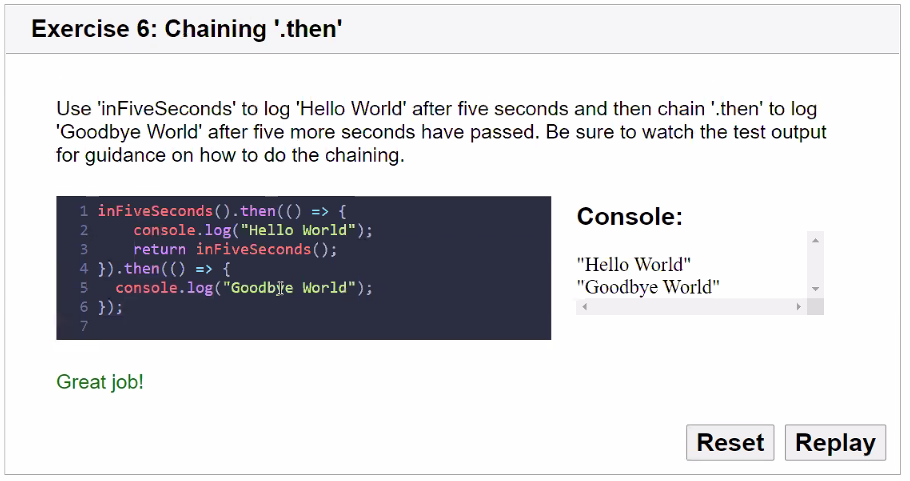 Exercise 6: Chaining '.then'
Use 'inFiveSeconds' to log 'Hello World' after five seconds and then chain '.then' to log
'Goodbye World' after five more seconds have passed. Be sure to watch the test output
for guidance on how to do the chaining.
1 inFiveSeconds().then(() => {
2     console.log("Hello World");
3     return inFiveSeconds();
4 }).then(() => {
5   console.log("Goodbye World");
6 });
7
Console:
"Hello World"
"Goodbye World"
Great job!
Reset Replay